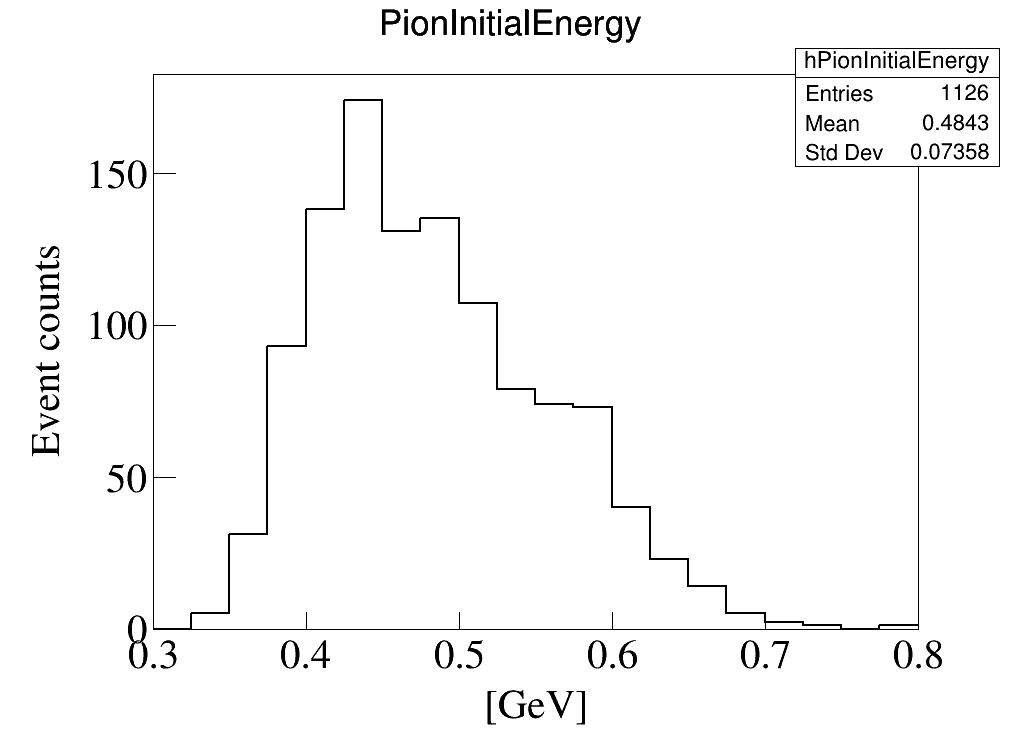 PionInitialEnergy
hPionInitialEnergy
Entries 1126
Mean 0.4843
Std Dev 0.07358
Event counts
150
100
50
0
0.3 0.4 0.5 0.6 0.7 0.8
[GeV]